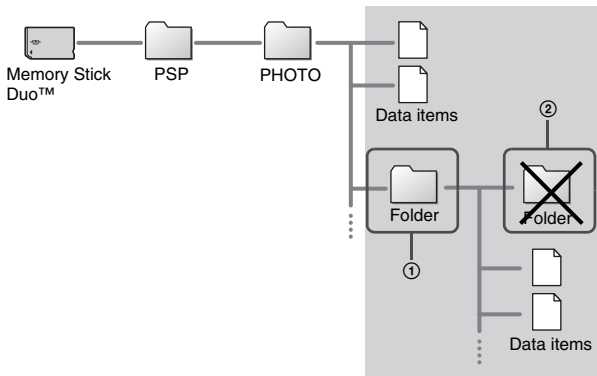 Memory Stick
Duo™
PSP
PHOTO
Data items
②
Folder
Folder
①
Data items